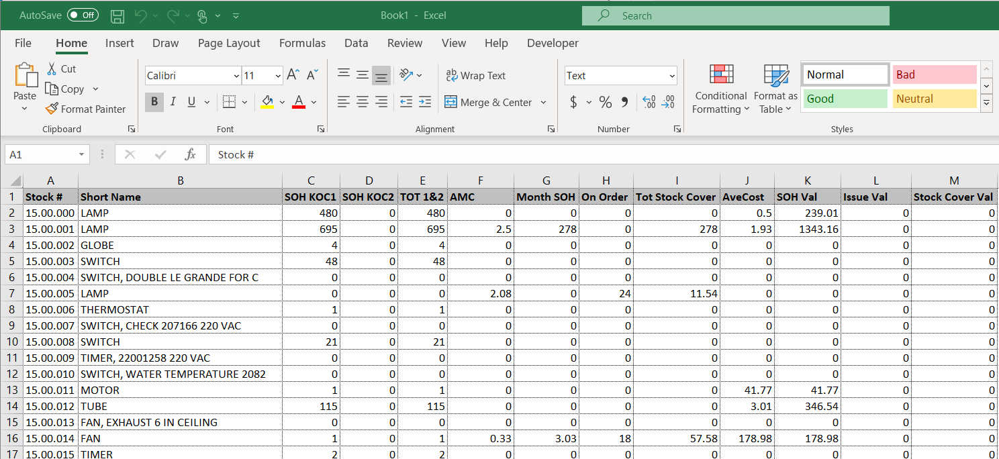 AutoSave Off Book1 - Excel Search
File Home Insert Draw Page Layout Formulas Data Review View Help Developer
Paste
Cut
Copy
Format Painter
Clipboard
Calibri 11
B I U A
Font
ab Wrap Text
Merge & Center
Alignment
Text
$ % 9 .00 .00
Number
Conditional Formatting
Format as Table
Normal Bad
Good Neutral
Styles
A1 fx Stock #
A B C D E F G H I J K L M
1 Stock # Short Name SOH KOC1 SOH KOC2 TOT 1&2 AMC Month SOH On Order Tot Stock Cover AveCost SOH Val Issue Val Stock Cover Val
2 15.00.000 LAMP 480 0 480 0 0 0 0 0.5 239.01 0 0
3 15.00.001 LAMP 695 0 695 2.5 278 0 278 1.93 1343.16 0 0
4 15.00.002 GLOBE 4 0 4 0 0 0 0 0 0 0 0
5 15.00.003 SWITCH 48 0 48 0 0 0 0 0 0 0 0
6 15.00.004 SWITCH, DOUBLE LE GRANDE FOR C 0 0 0 0 0 0 0 0 0 0 0
7 15.00.005 LAMP 0 0 0 2.08 0 24 11.54 0 0 0 0
8 15.00.006 THERMOSTAT 1 0 1 0 0 0 0 0 0 0 0
9 15.00.007 SWITCH, CHECK 207166 220 VAC 0 0 0 0 0 0 0 0 0 0 0
10 15.00.008 SWITCH 21 0 21 0 0 0 0 0 0 0 0
11 15.00.009 TIMER, 22001258 220 VAC 0 0 0 0 0 0 0 0 0 0 0
12 15.00.010 SWITCH, WATER TEMPERATURE 2082 0 0 0 0 0 0 0 0 0 0 0
13 15.00.011 MOTOR 1 0 1 0 0 0 0 41.77 41.77 0 0
14 15.00.012 TUBE 115 0 115 0 0 0 0 3.01 346.54 0 0
15 15.00.013 FAN, EXHAUST 6 IN CEILING 0 0 0 0 0 0 0 0 0 0 0
16 15.00.014 FAN 1 0 1 0.33 3.03 18 57.58 178.98 178.98 0 0
17 15.00.015 TIMER 2 0 2 0 0 0 0 0 0 0 0